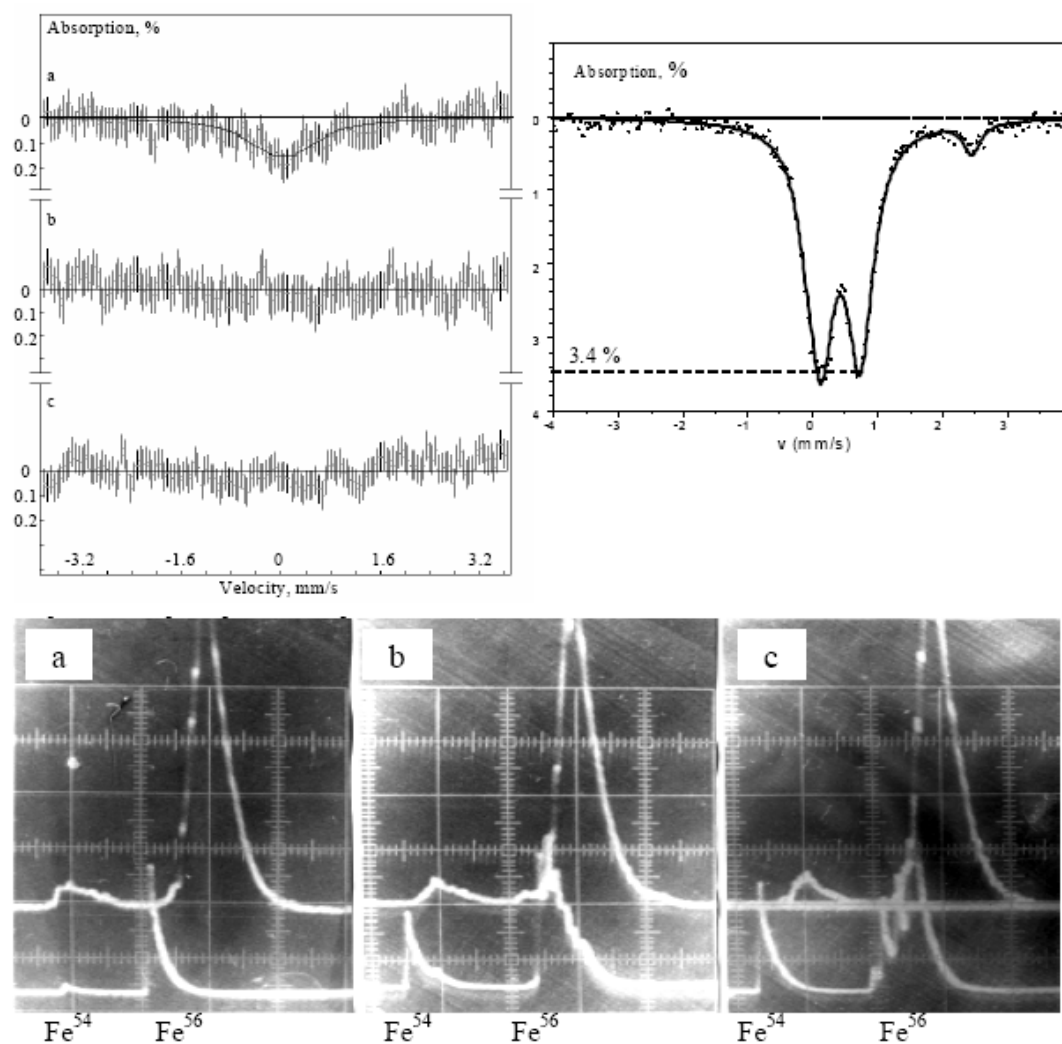 Absorption, %
a
0
0.1
0.2
b
0
0.1
0.2
c
0
0.1
0.2
-3.2 -1.6 0 1.6 3.2
Velocity, mm/s
Absorption, %
0
1
2
3
3.4 %
4
-4 -3 -2 -1 0 1 2 3
v (mm/s)
a b c
Fe⁵⁴ Fe⁵⁶ Fe⁵⁴ Fe⁵⁶ Fe⁵⁴ Fe⁵⁶